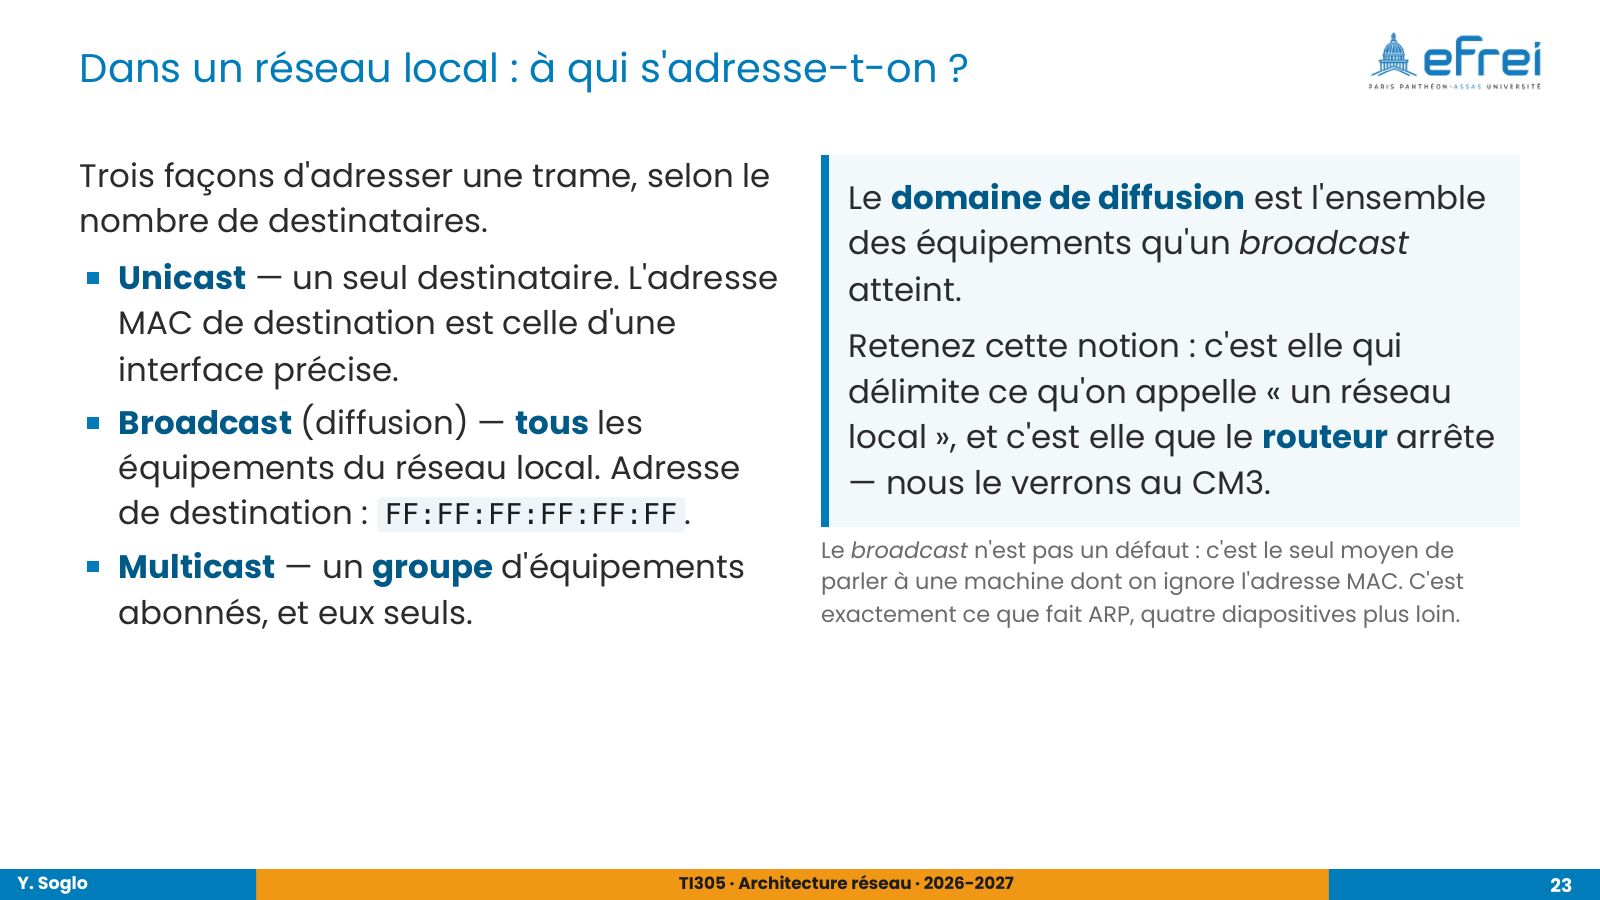 Dans un réseau local : à qui s'adresse-t-on ?
efrei
PARIS PANTHÉON-ASSAS UNIVERSITÉ
Trois façons d'adresser une trame, selon le
nombre de destinataires.
Unicast — un seul destinataire. L'adresse
MAC de destination est celle d'une
interface précise.
Broadcast (diffusion) — tous les
équipements du réseau local. Adresse
de destination : FF:FF:FF:FF:FF:FF.
Multicast — un groupe d'équipements
abonnés, et eux seuls.
Le domaine de diffusion est l'ensemble
des équipements qu'un broadcast
atteint.
Retenez cette notion : c'est elle qui
délimite ce qu'on appelle « un réseau
local », et c'est elle que le routeur arrête
— nous le verrons au CM3.
Le broadcast n'est pas un défaut : c'est le seul moyen de
parler à une machine dont on ignore l'adresse MAC. C'est
exactement ce que fait ARP, quatre diapositives plus loin.
Y. Soglo
TI305 · Architecture réseau · 2026-2027
23